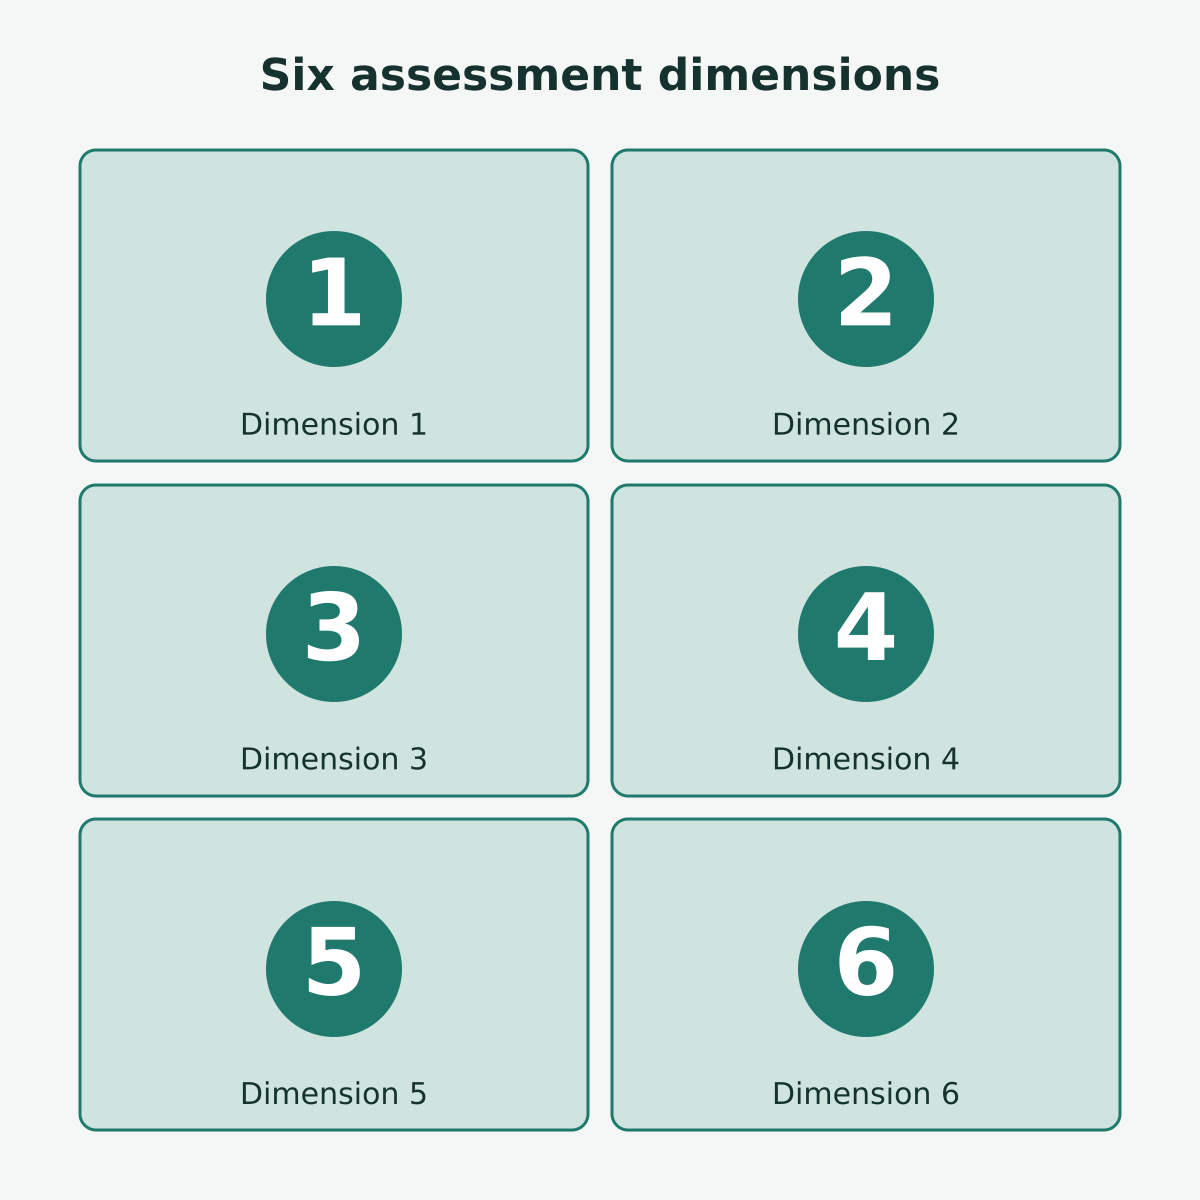 Six assessment dimensions
1
2
Dimension 1
Dimension 2
3
4
Dimension 3
Dimension 4
5
6
Dimension 5
Dimension 6